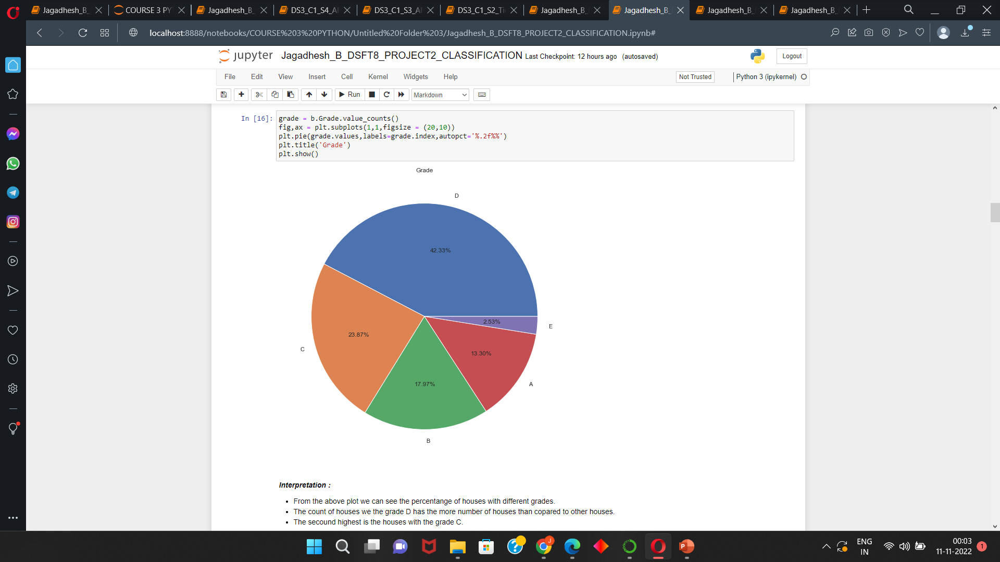 Jagadhesh_B_
COURSE 3 PY
Jagadhesh_B_
DS3_C1_S4_A
DS3_C1_S3_A
DS3_C1_S2_Ti
Jagadhesh_B_
Jagadhesh_B_
Jagadhesh_B_
Jagadhesh_B_
localhost:8888/notebooks/COURSE%203%20PYTHON/Untitled%20Folder%203/Jagadhesh_B_DSFT8_PROJECT2_CLASSIFICATION.ipynb#
jupyter Jagadhesh_B_DSFT8_PROJECT2_CLASSIFICATION Last Checkpoint: 12 hours ago (autosaved)
Logout
File Edit View Insert Cell Kernel Widgets Help
Not Trusted
Python 3 (ipykernel)
Run
Markdown
In [16]:
grade = b.Grade.value_counts()
fig,ax = plt.subplots(1,1,figsize = (20,10))
plt.pie(grade.values,labels=grade.index,autopct='%.2f%%')
plt.title('Grade')
plt.show()
Grade
D
42.33%
2.53%
E
23.87%
C
13.30%
17.97%
A
B
Interpretation :
• From the above plot we can see the percentange of houses with different grades.
• The count of houses we the grade D has the more number of houses than copared to other houses.
• The secound highest is the houses with the grade C.
J
P
ENG
IN
00:03
11-11-2022
1